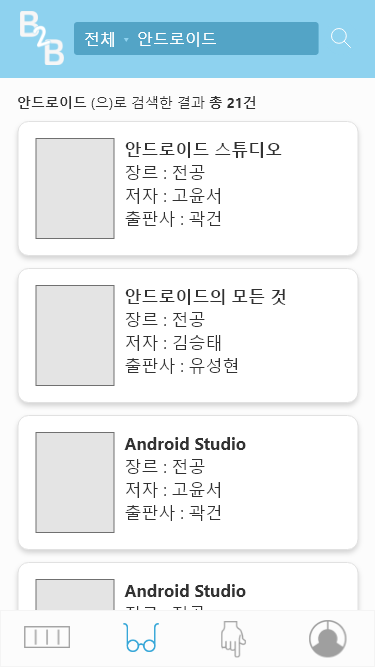 B2B
전체 안드로이드
안드로이드 (으)로 검색한 결과 총 21건
안드로이드 스튜디오
장르 : 전공
저자 : 고윤서
출판사 : 곽건
안드로이드의 모든 것
장르 : 전공
저자 : 김승태
출판사 : 유성현
Android Studio
장르 : 전공
저자 : 고윤서
출판사 : 곽건
Android Studio
장르 : 전공